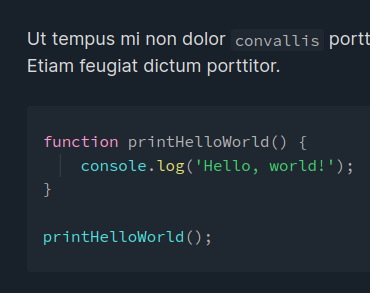 Ut tempus mi non dolor convallis portt
Etiam feugiat dictum porttitor.
function printHelloWorld() {
    console.log('Hello, world!');
}
printHelloWorld();